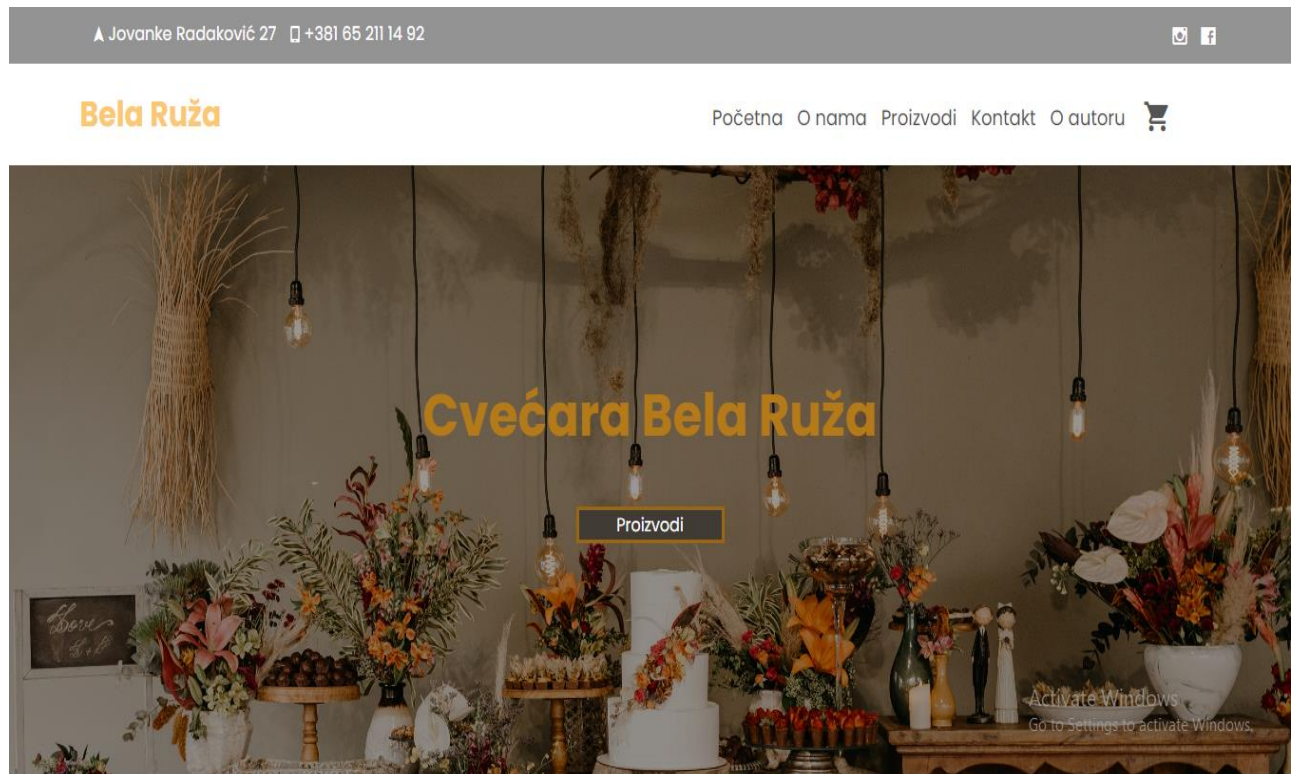 Jovanke Radaković 27 +381 65 211 14 92
Bela Ruža
Početna O nama Proizvodi Kontakt O autoru
Cvećara Bela Ruža
Proizvodi
Love
Activate Windows
Go to Settings to activate Windows.